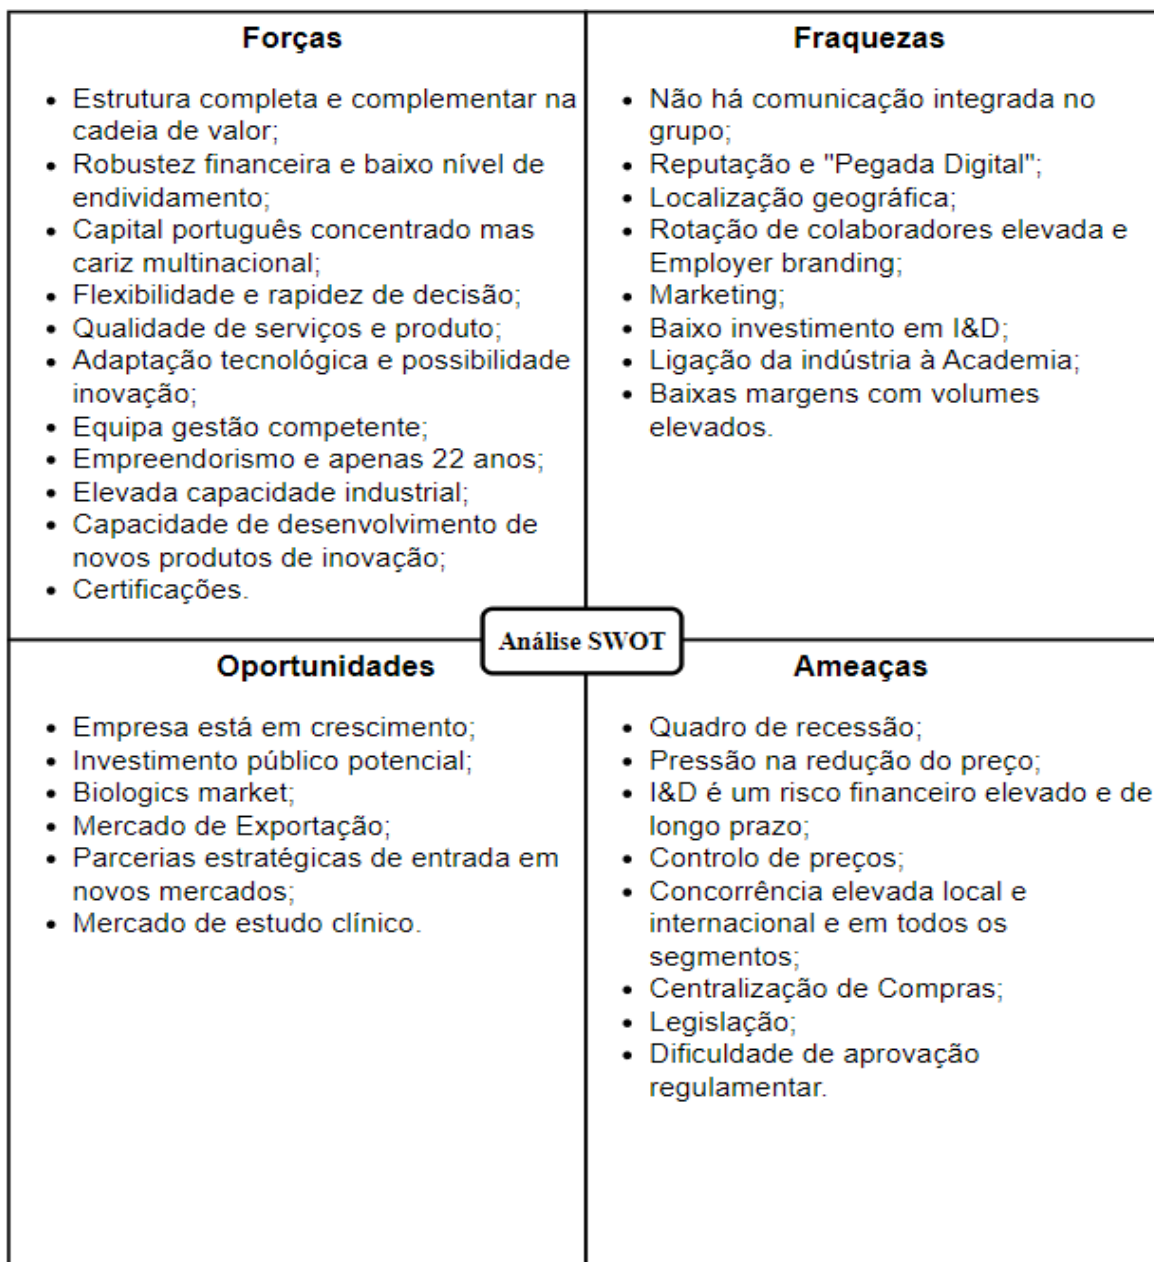 Forças
Estrutura completa e complementar na
cadeia de valor;
Robustez financeira e baixo nível de
endividamento;
Capital português concentrado mas
cariz multinacional;
Flexibilidade e rapidez de decisão;
Qualidade de serviços e produto;
Adaptação tecnológica e possibilidade
inovação;
Equipa gestão competente;
Empreendorismo e apenas 22 anos;
Elevada capacidade industrial;
Capacidade de desenvolvimento de
novos produtos de inovação;
Certificações.
Fraquezas
Não há comunicação integrada no
grupo;
Reputação e "Pegada Digital";
Localização geográfica;
Rotação de colaboradores elevada e
Employer branding;
Marketing;
Baixo investimento em I&D;
Ligação da indústria à Academia;
Baixas margens com volumes
elevados.
Análise SWOT
Oportunidades
Empresa está em crescimento;
Investimento público potencial;
Biologics market;
Mercado de Exportação;
Parcerias estratégicas de entrada em
novos mercados;
Mercado de estudo clínico.
Ameaças
Quadro de recessão;
Pressão na redução do preço;
I&D é um risco financeiro elevado e de
longo prazo;
Controlo de preços;
Concorrência elevada local e
internacional e em todos os
segmentos;
Centralização de Compras;
Legislação;
Dificuldade de aprovação
regulamentar.